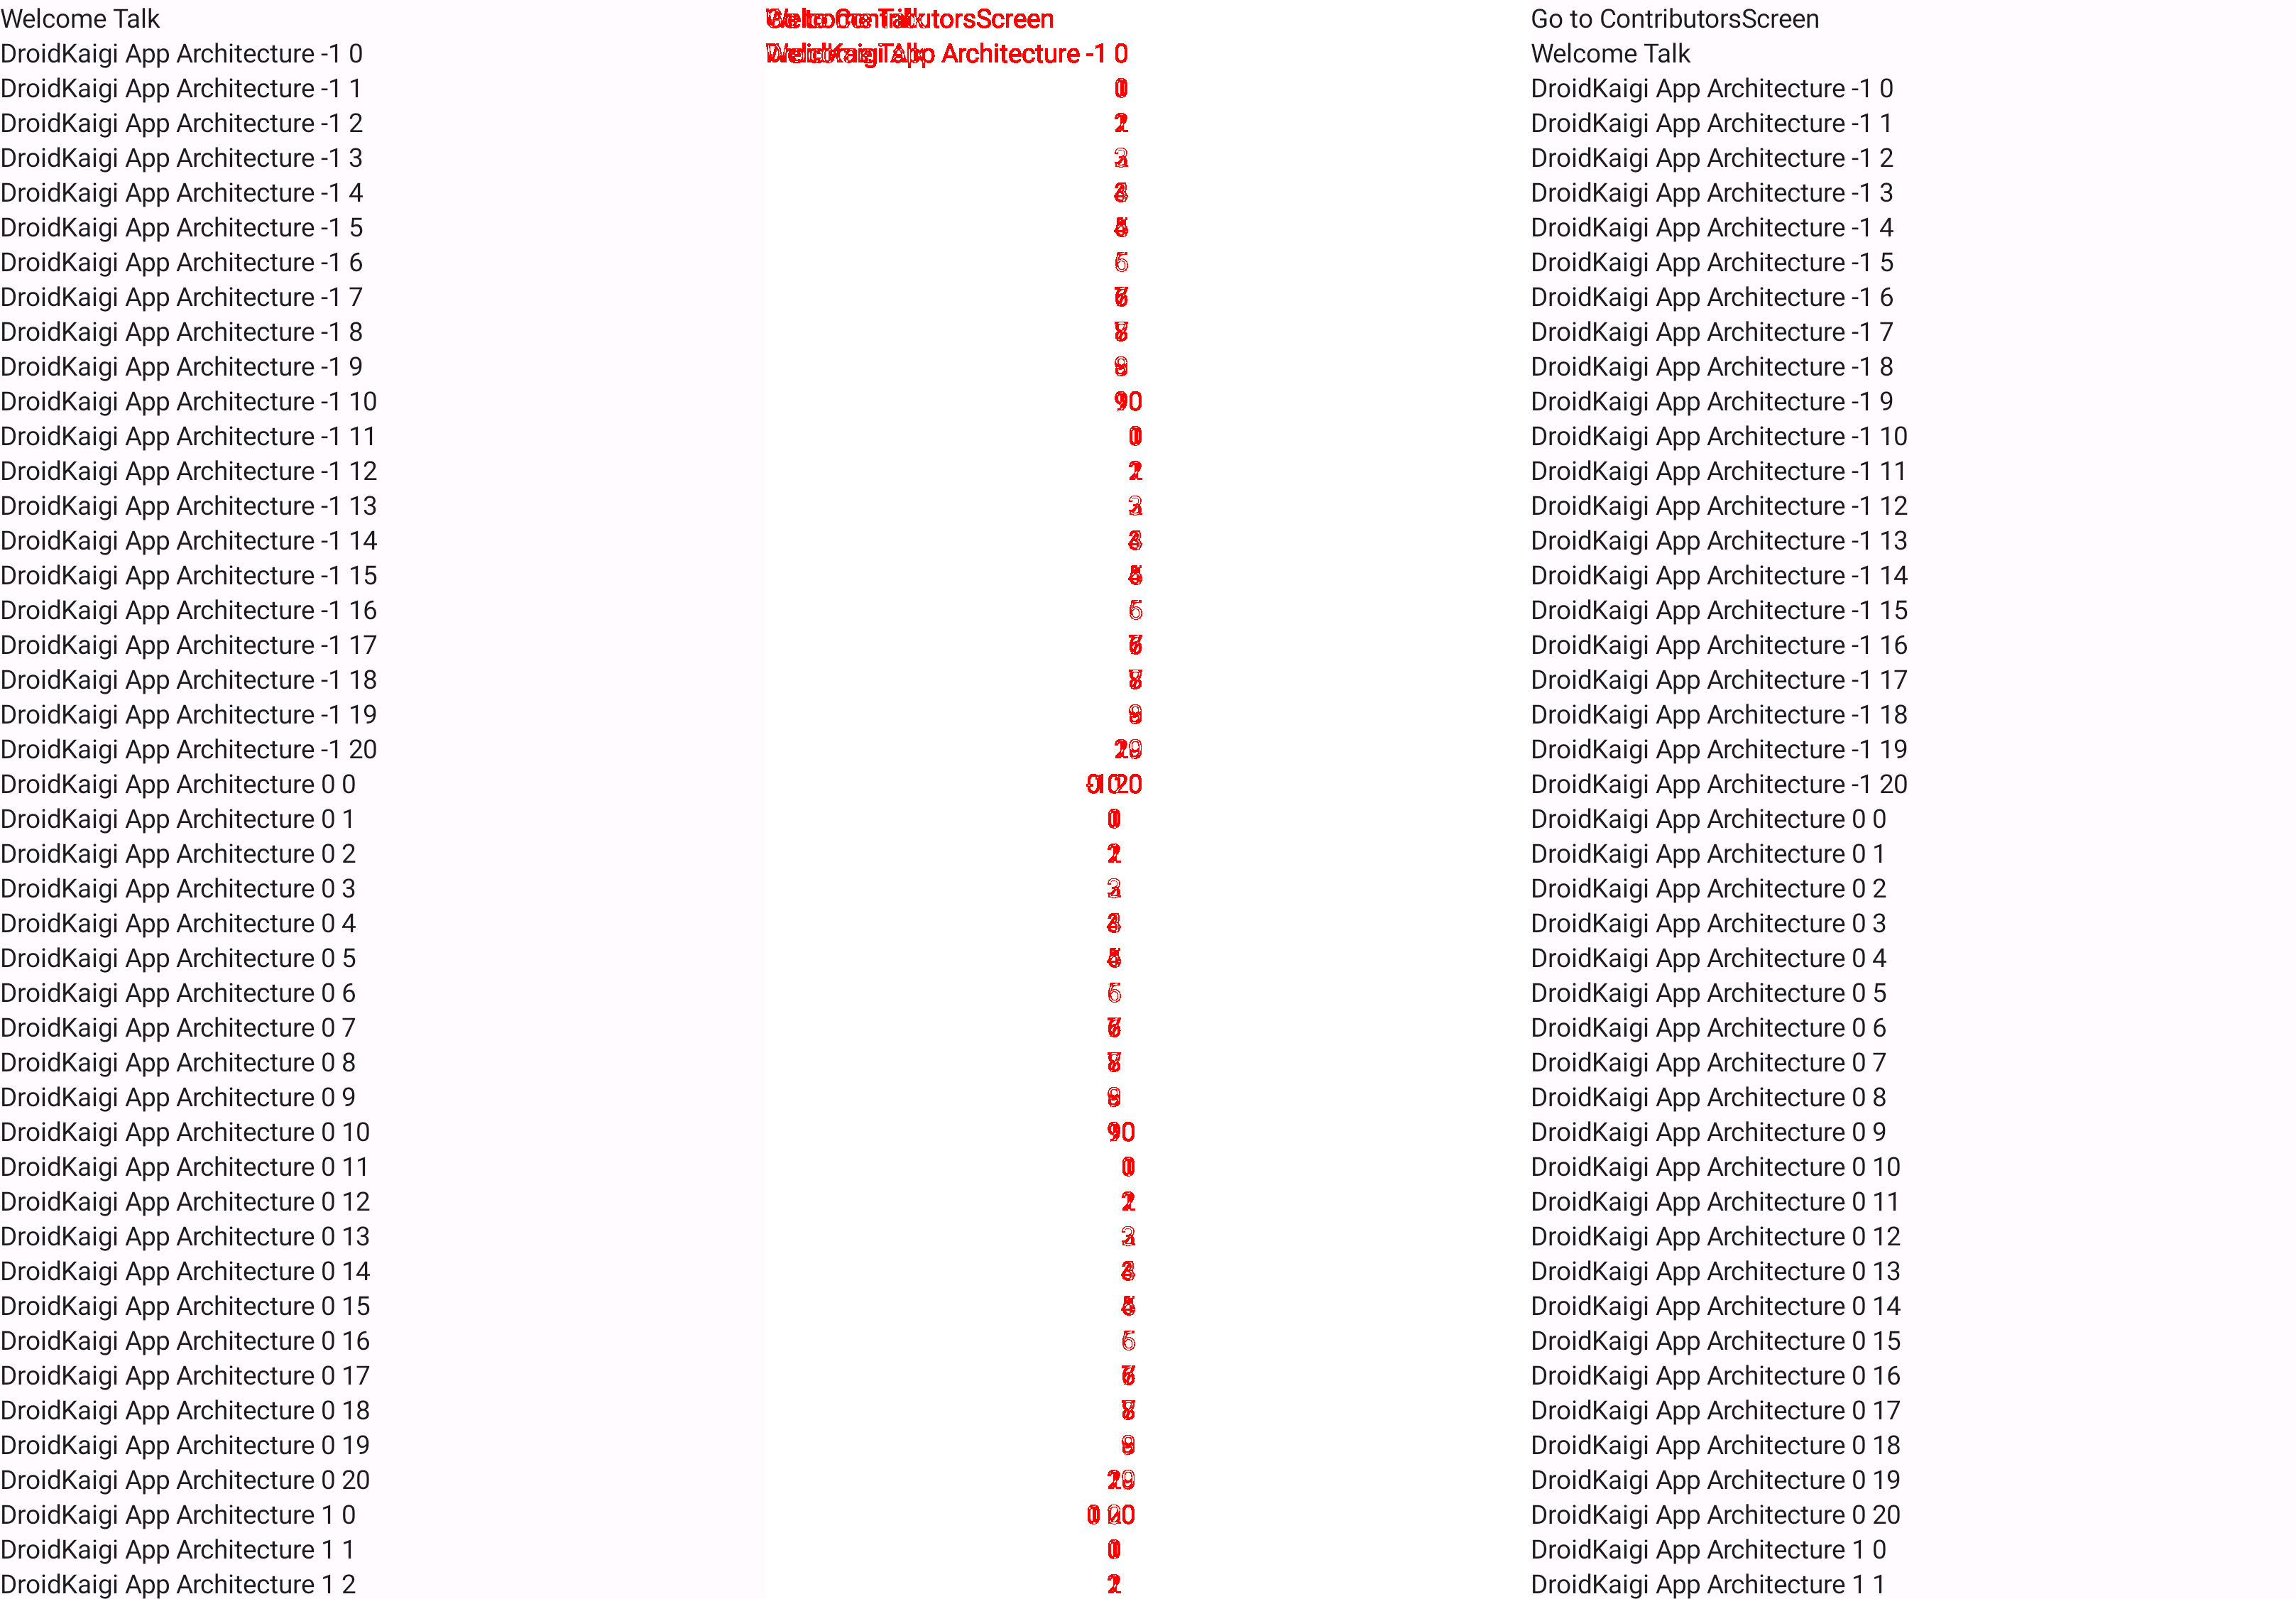 Welcome Talk
DroidKaigi App Architecture -1 0
DroidKaigi App Architecture -1 1
DroidKaigi App Architecture -1 2
DroidKaigi App Architecture -1 3
DroidKaigi App Architecture -1 4
DroidKaigi App Architecture -1 5
DroidKaigi App Architecture -1 6
DroidKaigi App Architecture -1 7
DroidKaigi App Architecture -1 8
DroidKaigi App Architecture -1 9
DroidKaigi App Architecture -1 10
DroidKaigi App Architecture -1 11
DroidKaigi App Architecture -1 12
DroidKaigi App Architecture -1 13
DroidKaigi App Architecture -1 14
DroidKaigi App Architecture -1 15
DroidKaigi App Architecture -1 16
DroidKaigi App Architecture -1 17
DroidKaigi App Architecture -1 18
DroidKaigi App Architecture -1 19
DroidKaigi App Architecture -1 20
DroidKaigi App Architecture 0 0
DroidKaigi App Architecture 0 1
DroidKaigi App Architecture 0 2
DroidKaigi App Architecture 0 3
DroidKaigi App Architecture 0 4
DroidKaigi App Architecture 0 5
DroidKaigi App Architecture 0 6
DroidKaigi App Architecture 0 7
DroidKaigi App Architecture 0 8
DroidKaigi App Architecture 0 9
DroidKaigi App Architecture 0 10
DroidKaigi App Architecture 0 11
DroidKaigi App Architecture 0 12
DroidKaigi App Architecture 0 13
DroidKaigi App Architecture 0 14
DroidKaigi App Architecture 0 15
DroidKaigi App Architecture 0 16
DroidKaigi App Architecture 0 17
DroidKaigi App Architecture 0 18
DroidKaigi App Architecture 0 19
DroidKaigi App Architecture 0 20
DroidKaigi App Architecture 1 0
DroidKaigi App Architecture 1 1
DroidKaigi App Architecture 1 2
Architecture -1 0
Go to ContributorsScreen
Welcome Talk
DroidKaigi App Architecture -1 0
DroidKaigi App Architecture -1 1
DroidKaigi App Architecture -1 2
DroidKaigi App Architecture -1 3
DroidKaigi App Architecture -1 4
DroidKaigi App Architecture -1 5
DroidKaigi App Architecture -1 6
DroidKaigi App Architecture -1 7
DroidKaigi App Architecture -1 8
DroidKaigi App Architecture -1 9
DroidKaigi App Architecture -1 10
DroidKaigi App Architecture -1 11
DroidKaigi App Architecture -1 12
DroidKaigi App Architecture -1 13
DroidKaigi App Architecture -1 14
DroidKaigi App Architecture -1 15
DroidKaigi App Architecture -1 16
DroidKaigi App Architecture -1 17
DroidKaigi App Architecture -1 18
DroidKaigi App Architecture -1 19
DroidKaigi App Architecture -1 20
DroidKaigi App Architecture 0 0
DroidKaigi App Architecture 0 1
DroidKaigi App Architecture 0 2
DroidKaigi App Architecture 0 3
DroidKaigi App Architecture 0 4
DroidKaigi App Architecture 0 5
DroidKaigi App Architecture 0 6
DroidKaigi App Architecture 0 7
DroidKaigi App Architecture 0 8
DroidKaigi App Architecture 0 9
DroidKaigi App Architecture 0 10
DroidKaigi App Architecture 0 11
DroidKaigi App Architecture 0 12
DroidKaigi App Architecture 0 13
DroidKaigi App Architecture 0 14
DroidKaigi App Architecture 0 15
DroidKaigi App Architecture 0 16
DroidKaigi App Architecture 0 17
DroidKaigi App Architecture 0 18
DroidKaigi App Architecture 0 19
DroidKaigi App Architecture 0 20
DroidKaigi App Architecture 1 0
DroidKaigi App Architecture 1 1